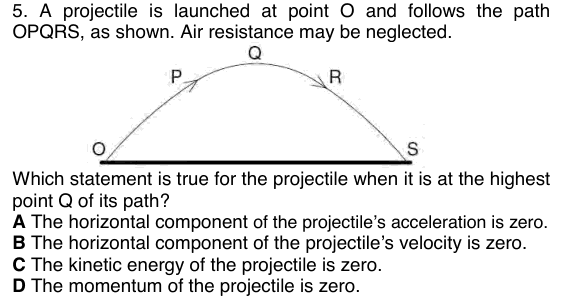 5. A projectile is launched at point O and follows the path
OPQRS, as shown. Air resistance may be neglected.
Q
P
R
O
S
Which statement is true for the projectile when it is at the highest
point Q of its path?
A The horizontal component of the projectile's acceleration is zero.
B The horizontal component of the projectile's velocity is zero.
C The kinetic energy of the projectile is zero.
D The momentum of the projectile is zero.